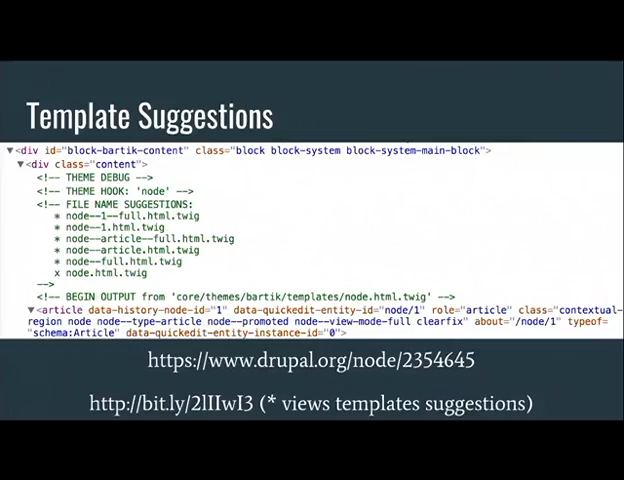 Template Suggestions
▼<div id="block-bartik-content" class="block block-system block-system-main-block">
▼<div class="content">
<!-- THEME DEBUG -->
<!-- THEME HOOK: 'node' -->
<!-- FILE NAME SUGGESTIONS:
* node--1--full.html.twig
* node--1.html.twig
* node--article--full.html.twig
* node--article.html.twig
* node--full.html.twig
x node.html.twig
-->
<!-- BEGIN OUTPUT from 'core/themes/bartik/templates/node.html.twig' -->
▼<article data-history-node-id="1" data-quickedit-entity-id="node/1" role="article" class="contextual-
region node node--type-article node--promoted node--view-mode-full clearfix" about="/node/1" typeof=
"schema:Article" data-quickedit-entity-instance-id="0">
https://www.drupal.org/node/2354645
http://bit.ly/2lIIwI3 (* views templates suggestions)